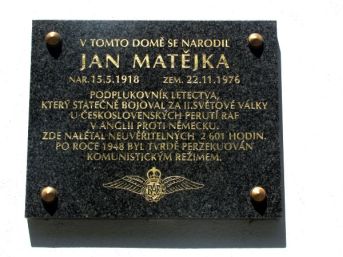 V TOMTO DOMĚ SE NARODIL
JAN MATĚJKA
NAR. 15.5.1918 ZEM. 22.11.1976
PODPLUKOVNÍK LETECTVA,
KTERÝ STATEČNĚ BOJOVAL ZA II.SVĚTOVÉ VÁLKY
U ČESKOSLOVENSKÝCH PERUTÍ RAF
V ANGLII PROTI NĚMECKU.
ZDE NALÉTAL NEUVĚŘITELNÝCH 2 601 HODIN.
PO ROCE 1948 BYL TVRDĚ PERZEKUOVÁN
KOMUNISTICKÝM REŽIMEM.